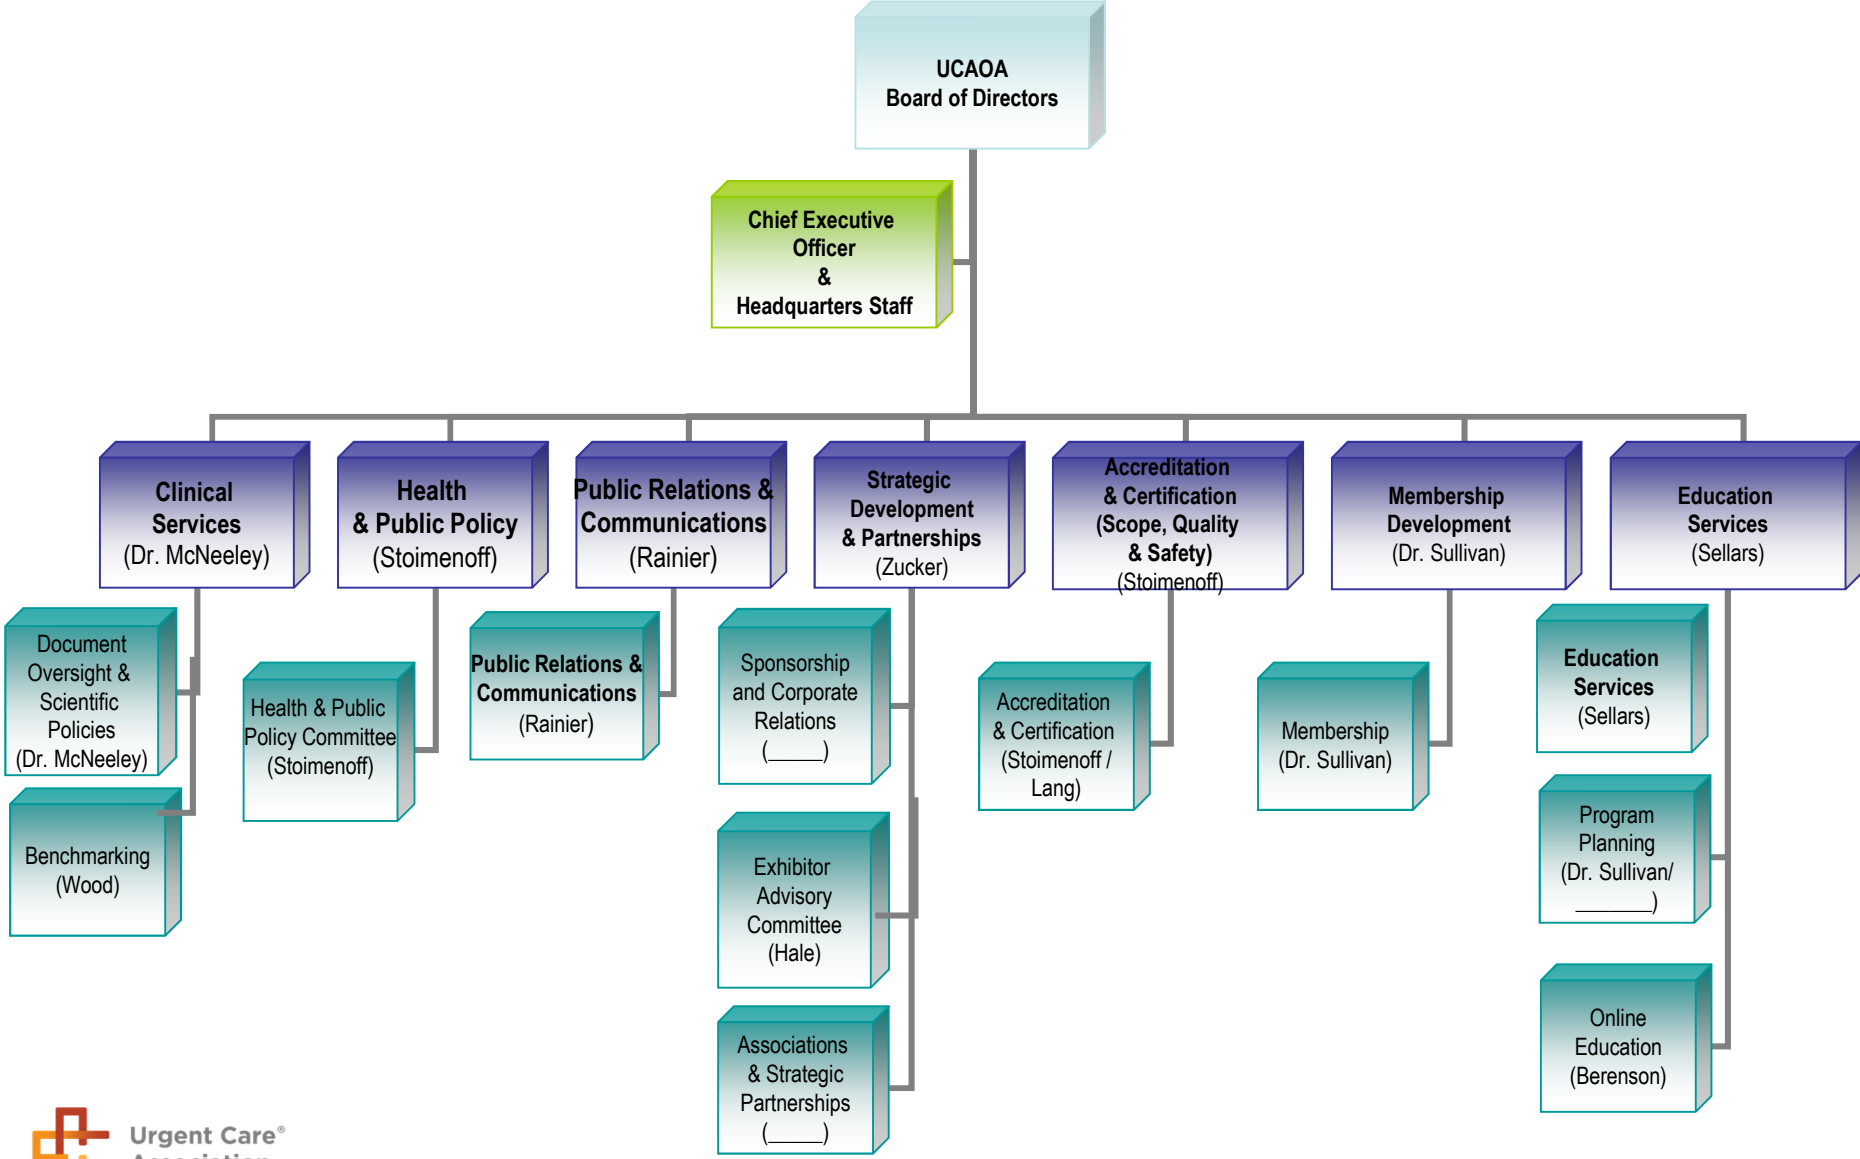 UCAOA
Board of Directors
Chief Executive
Officer
&
Headquarters Staff
Clinical
Services
(Dr. McNeeley)
Health
& Public Policy
(Stoimenoff)
Public Relations &
Communications
(Rainier)
Strategic
Development
& Partnerships
(Zucker)
Accreditation
& Certification
(Scope, Quality
& Safety)
(Stoimenoff)
Membership
Development
(Dr. Sullivan)
Education
Services
(Sellars)
Document
Oversight &
Scientific
Policies
(Dr. McNeeley)
Benchmarking
(Wood)
Health & Public
Policy Committee
(Stoimenoff)
Public Relations &
Communications
(Rainier)
Sponsorship
and Corporate
Relations
(_____)
Exhibitor
Advisory
Committee
(Hale)
Associations
& Strategic
Partnerships
(_____)
Accreditation
& Certification
(Stoimenoff /
Lang)
Membership
(Dr. Sullivan)
Education
Services
(Sellars)
Program
Planning
(Dr. Sullivan/
_______)
Online
Education
(Berenson)
Urgent Care®
Association